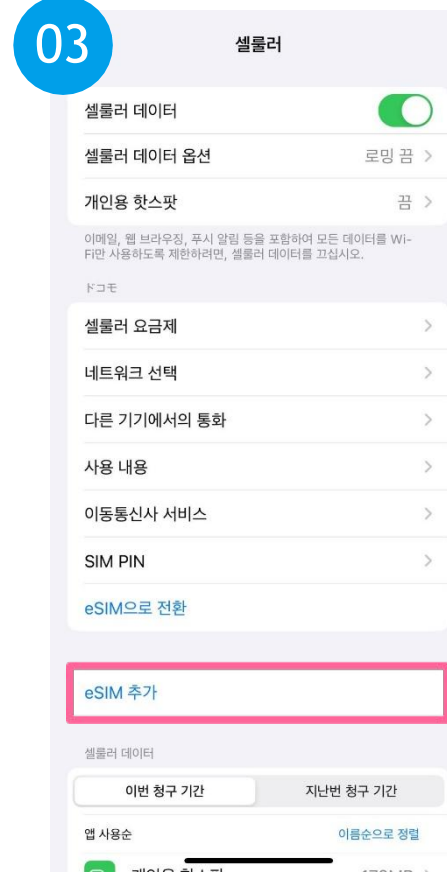 03
셀룰러
셀룰러 데이터
셀룰러 데이터 옵션 로밍 끔
개인용 핫스팟 끔
이메일, 웹 브라우징, 푸시 알림 등을 포함하여 모든 데이터를 Wi-
Fi만 사용하도록 제한하려면, 셀룰러 데이터를 끄십시오.
ドコモ
셀룰러 요금제
네트워크 선택
다른 기기에서의 통화
사용 내용
이동통신사 서비스
SIM PIN
eSIM으로 전환
eSIM 추가
셀룰러 데이터
이번 청구 기간 지난번 청구 기간
앱 사용순 이름순으로 정렬